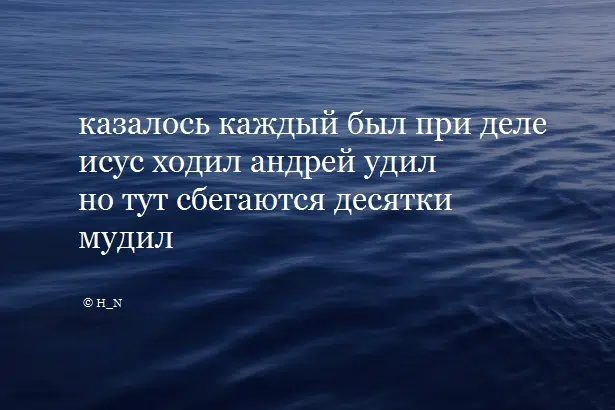 казалось каждый был при деле
исус ходил андрей удил
но тут сбегаются десятки
мудил
© H_N